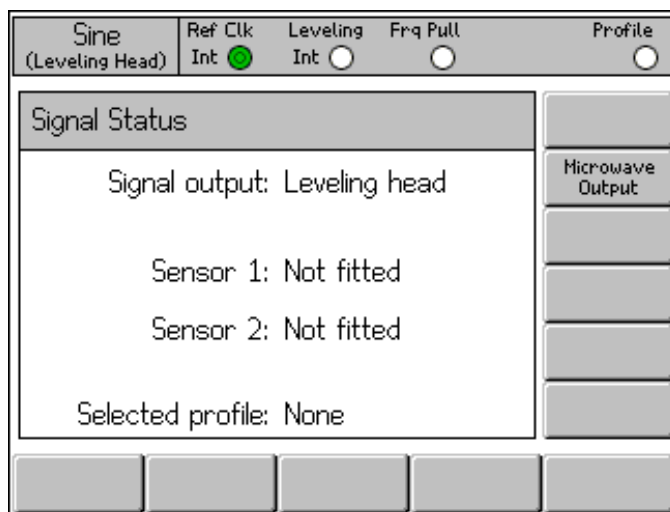 Sine
(Leveling Head)
Ref Clk
Int
Leveling
Int
Frq Pull
Profile
Signal Status
Signal output: Leveling head
Sensor 1: Not fitted
Sensor 2: Not fitted
Selected profile: None
Microwave
Output